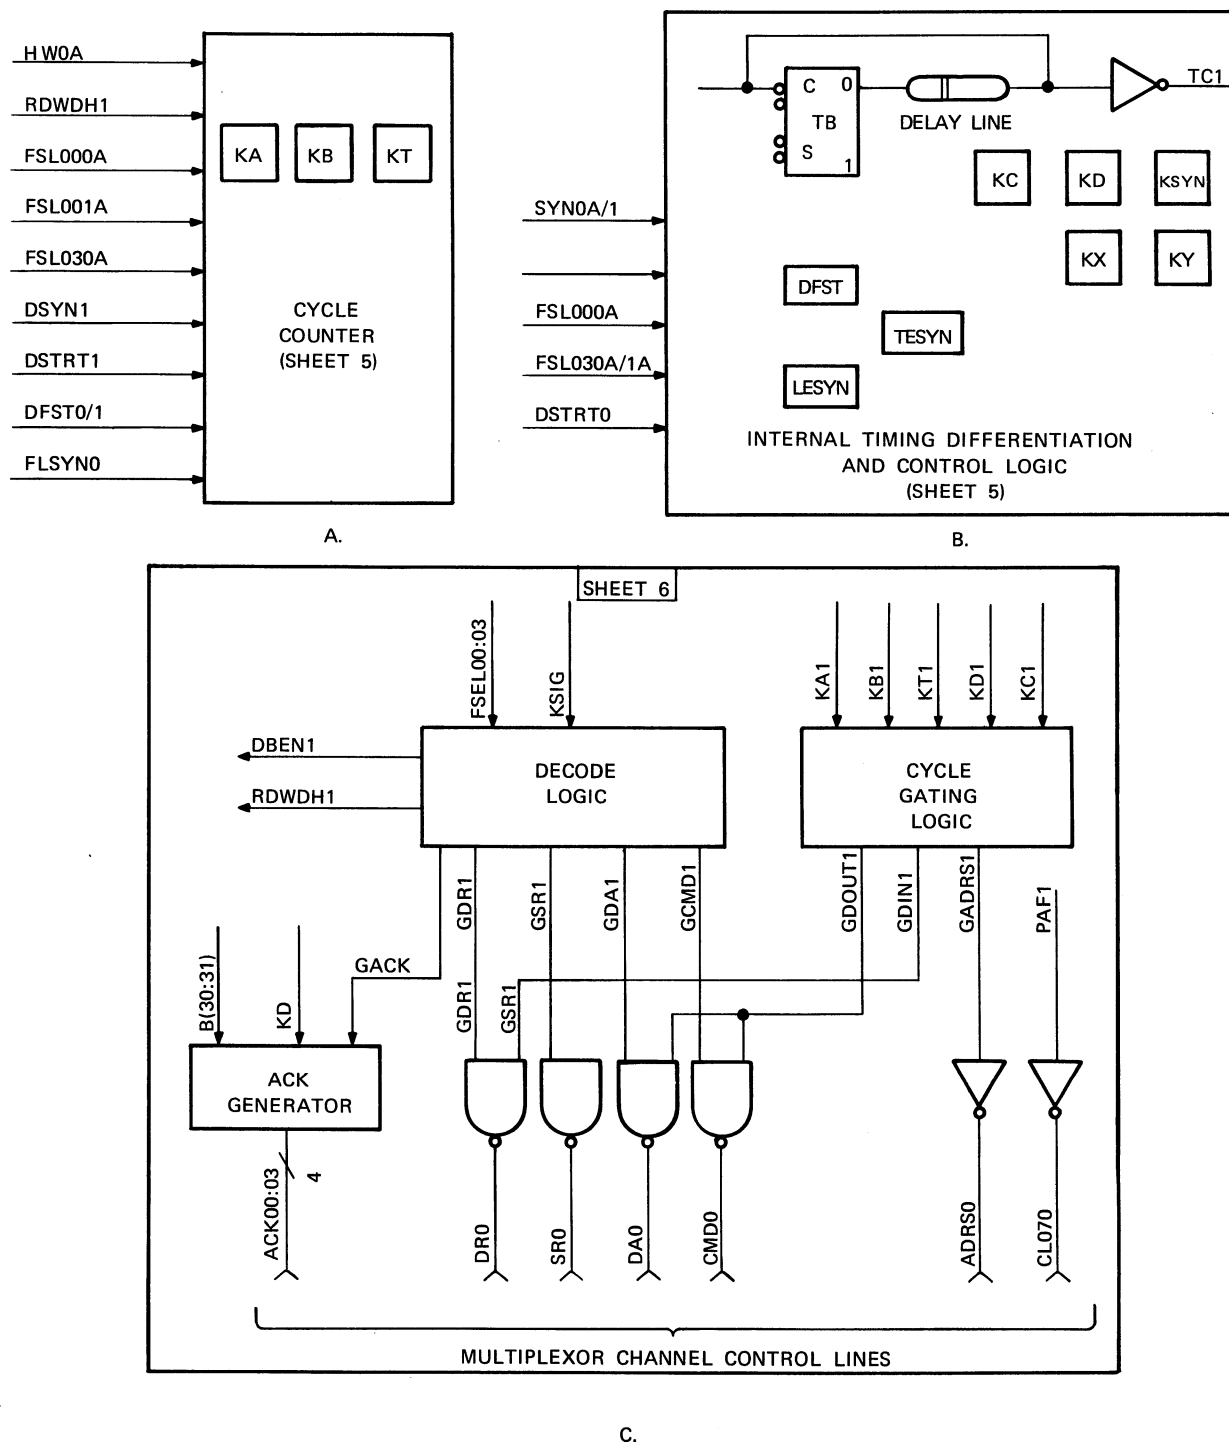 HW0A
RDWDH1
FSL000A
FSL001A
FSL030A
DSYN1
DSTRT1
DFST0/1
FLSYN0
KA
KB
KT
CYCLE
COUNTER
(SHEET 5)
A.
C
0
TB
S
1
DELAY LINE
TC1
KC
KD
KSYN
KX
KY
SYN0A/1
FSL000A
FSL030A/1A
DSTRT0
DFST
TESYN
LESYN
INTERNAL TIMING DIFFERENTIATION
AND CONTROL LOGIC
(SHEET 5)
B.
SHEET 6
FSEL00:03
KSIG
KA1
KB1
KT1
KD1
KC1
DBEN1
RDWDH1
DECODE
LOGIC
CYCLE
GATING
LOGIC
GDR1
GSR1
GDA1
GCMD1
GDOUT1
GDIN1
GADRS1
PAF1
B(30:31)
KD
GACK
GDR1
GSR1
ACK
GENERATOR
ACK00:03
4
DR0
SR0
DA0
CMD0
ADRS0
CL070
MULTIPLEXOR CHANNEL CONTROL LINES
C.